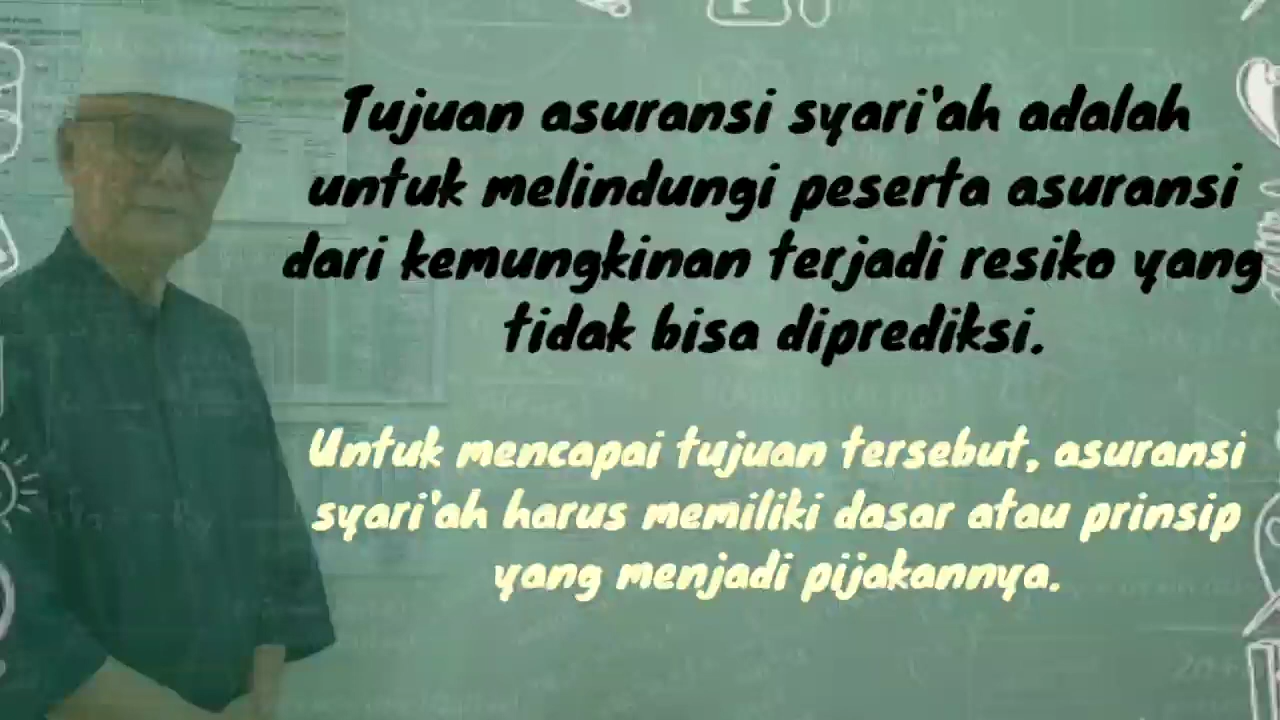 Tujuan asuransi syari'ah adalah
untuk melindungi peserta asuransi
dari kemungkinan terjadi resiko yang
tidak bisa diprediksi.
Untuk mencapai tujuan tersebut, asuransi
syari'ah harus memiliki dasar atau prinsip
yang menjadi pijakannya.